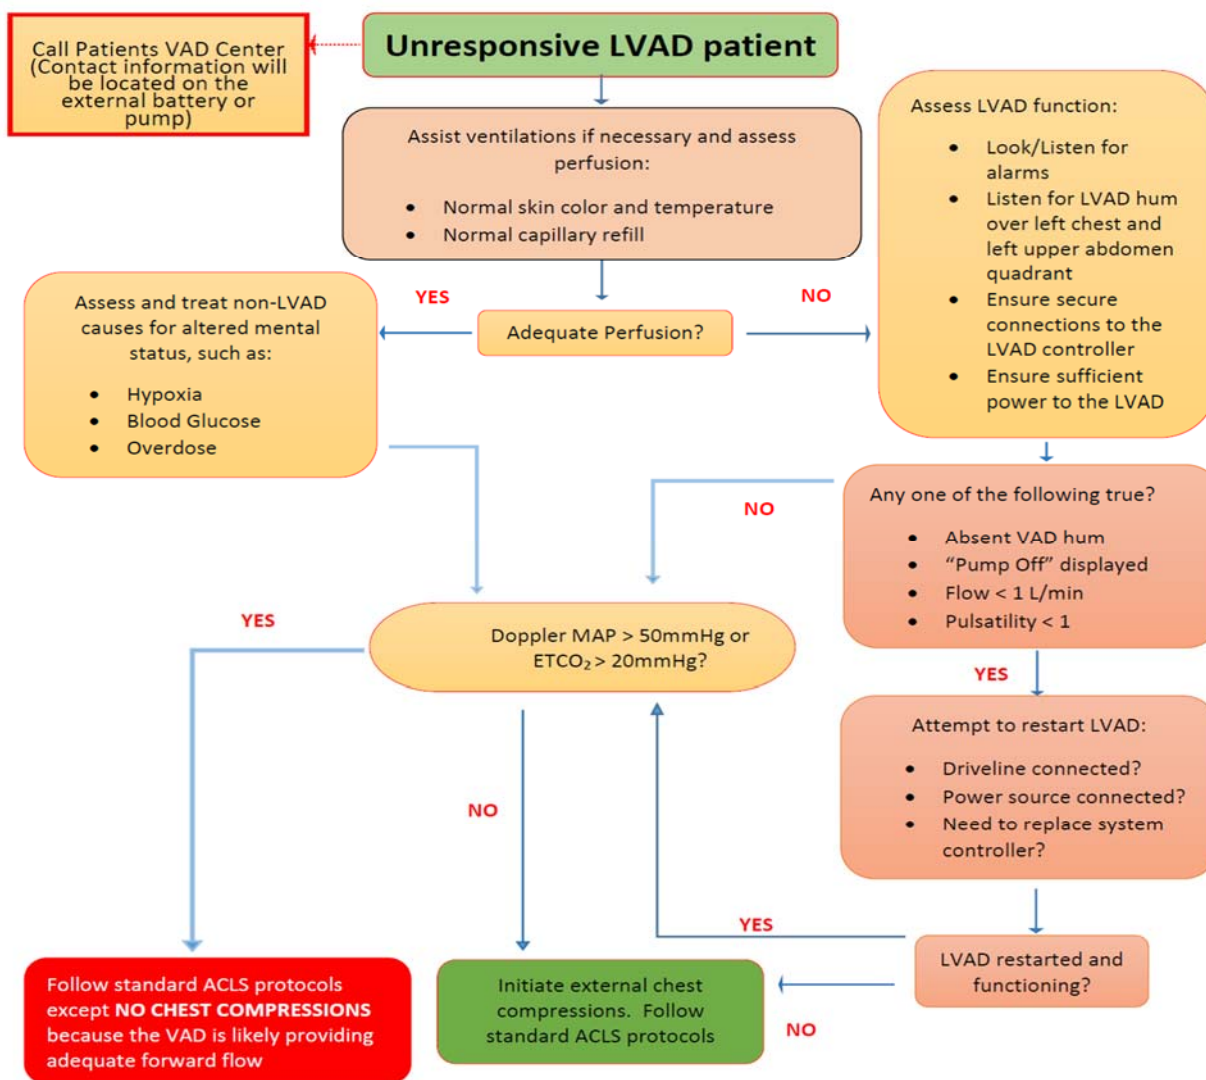 Call Patients VAD Center
(Contact information will
be located on the
external battery or
pump)
Unresponsive LVAD patient
Assist ventilations if necessary and assess
perfusion:
• Normal skin color and temperature
• Normal capillary refill
Assess LVAD function:
• Look/Listen for
alarms
• Listen for LVAD hum
over left chest and
left upper abdomen
quadrant
• Ensure secure
connections to the
LVAD controller
• Ensure sufficient
power to the LVAD
YES
Adequate Perfusion?
NO
Assess and treat non-LVAD
causes for altered mental
status, such as:
• Hypoxia
• Blood Glucose
• Overdose
Any one of the following true?
• Absent VAD hum
• “Pump Off” displayed
• Flow < 1 L/min
• Pulsatility < 1
NO
YES
Doppler MAP > 50mmHg or
ETCO₂ > 20mmHg?
YES
Attempt to restart LVAD:
• Driveline connected?
• Power source connected?
• Need to replace system
controller?
NO
YES
LVAD restarted and
functioning?
NO
Follow standard ACLS protocols
except NO CHEST COMPRESSIONS
because the VAD is likely providing
adequate forward flow
Initiate external chest
compressions. Follow
standard ACLS protocols